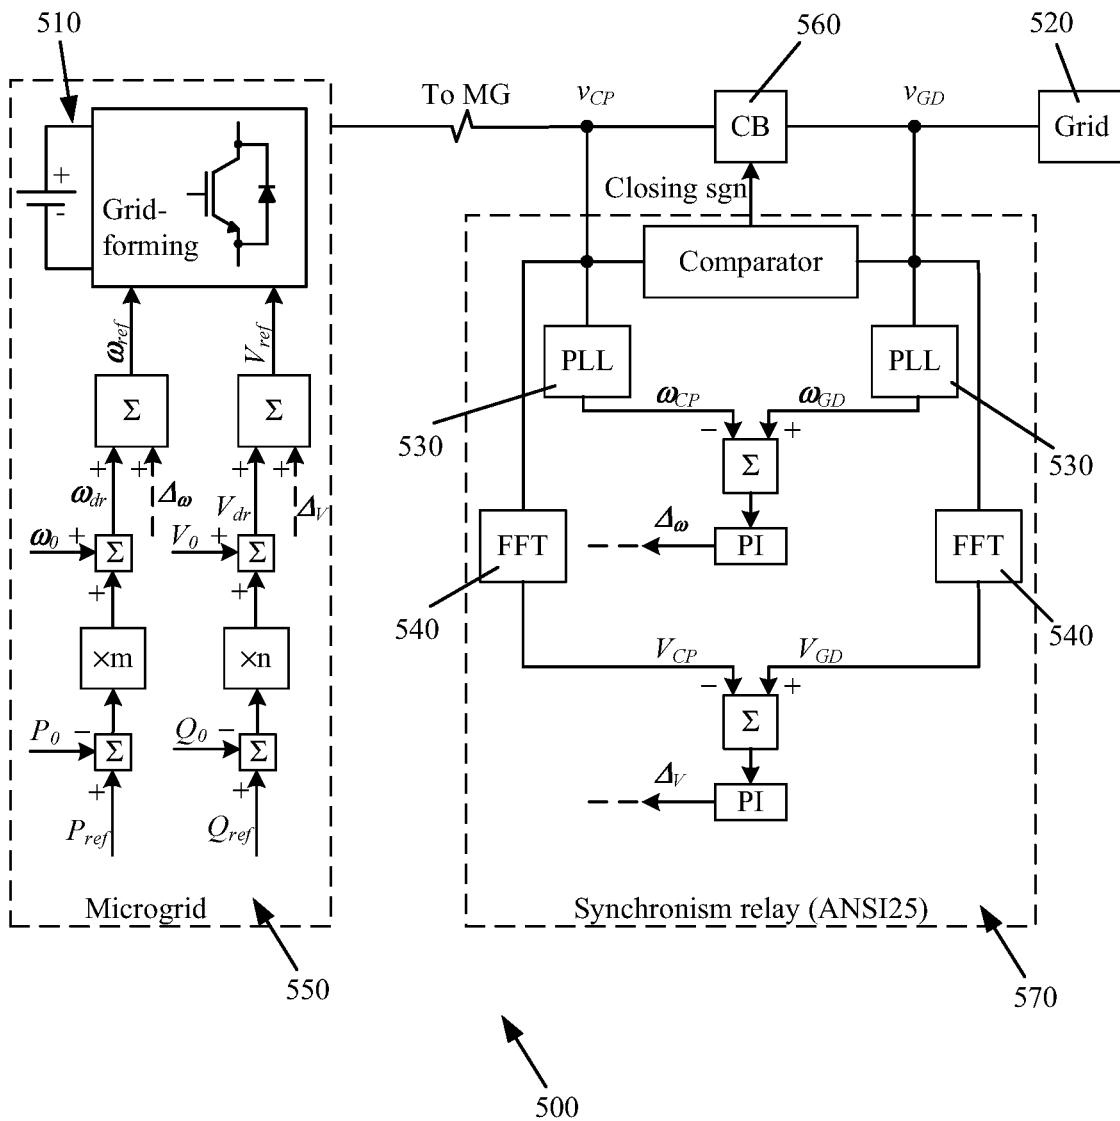 510
560
520
To MG
v_CP
v_GD
CB
Grid
+
-
Grid-
forming
Closing sgn
Comparator
ω_ref
V_ref
PLL
PLL
Σ
Σ
ω_CP
ω_GD
530
530
− +
Σ
+ +
+ +
ω_dr
Δ_ω
V_dr
Δ_V
ω_0 +
Σ
V_0 +
Σ
Δ_ω
PI
FFT
FFT
+
+
540
540
×m
×n
V_CP
V_GD
− +
Σ
P_0 −
Σ
Q_0 −
Σ
+
+
Δ_V
PI
P_ref
Q_ref
Microgrid
Synchronism relay (ANSI25)
550
570
500